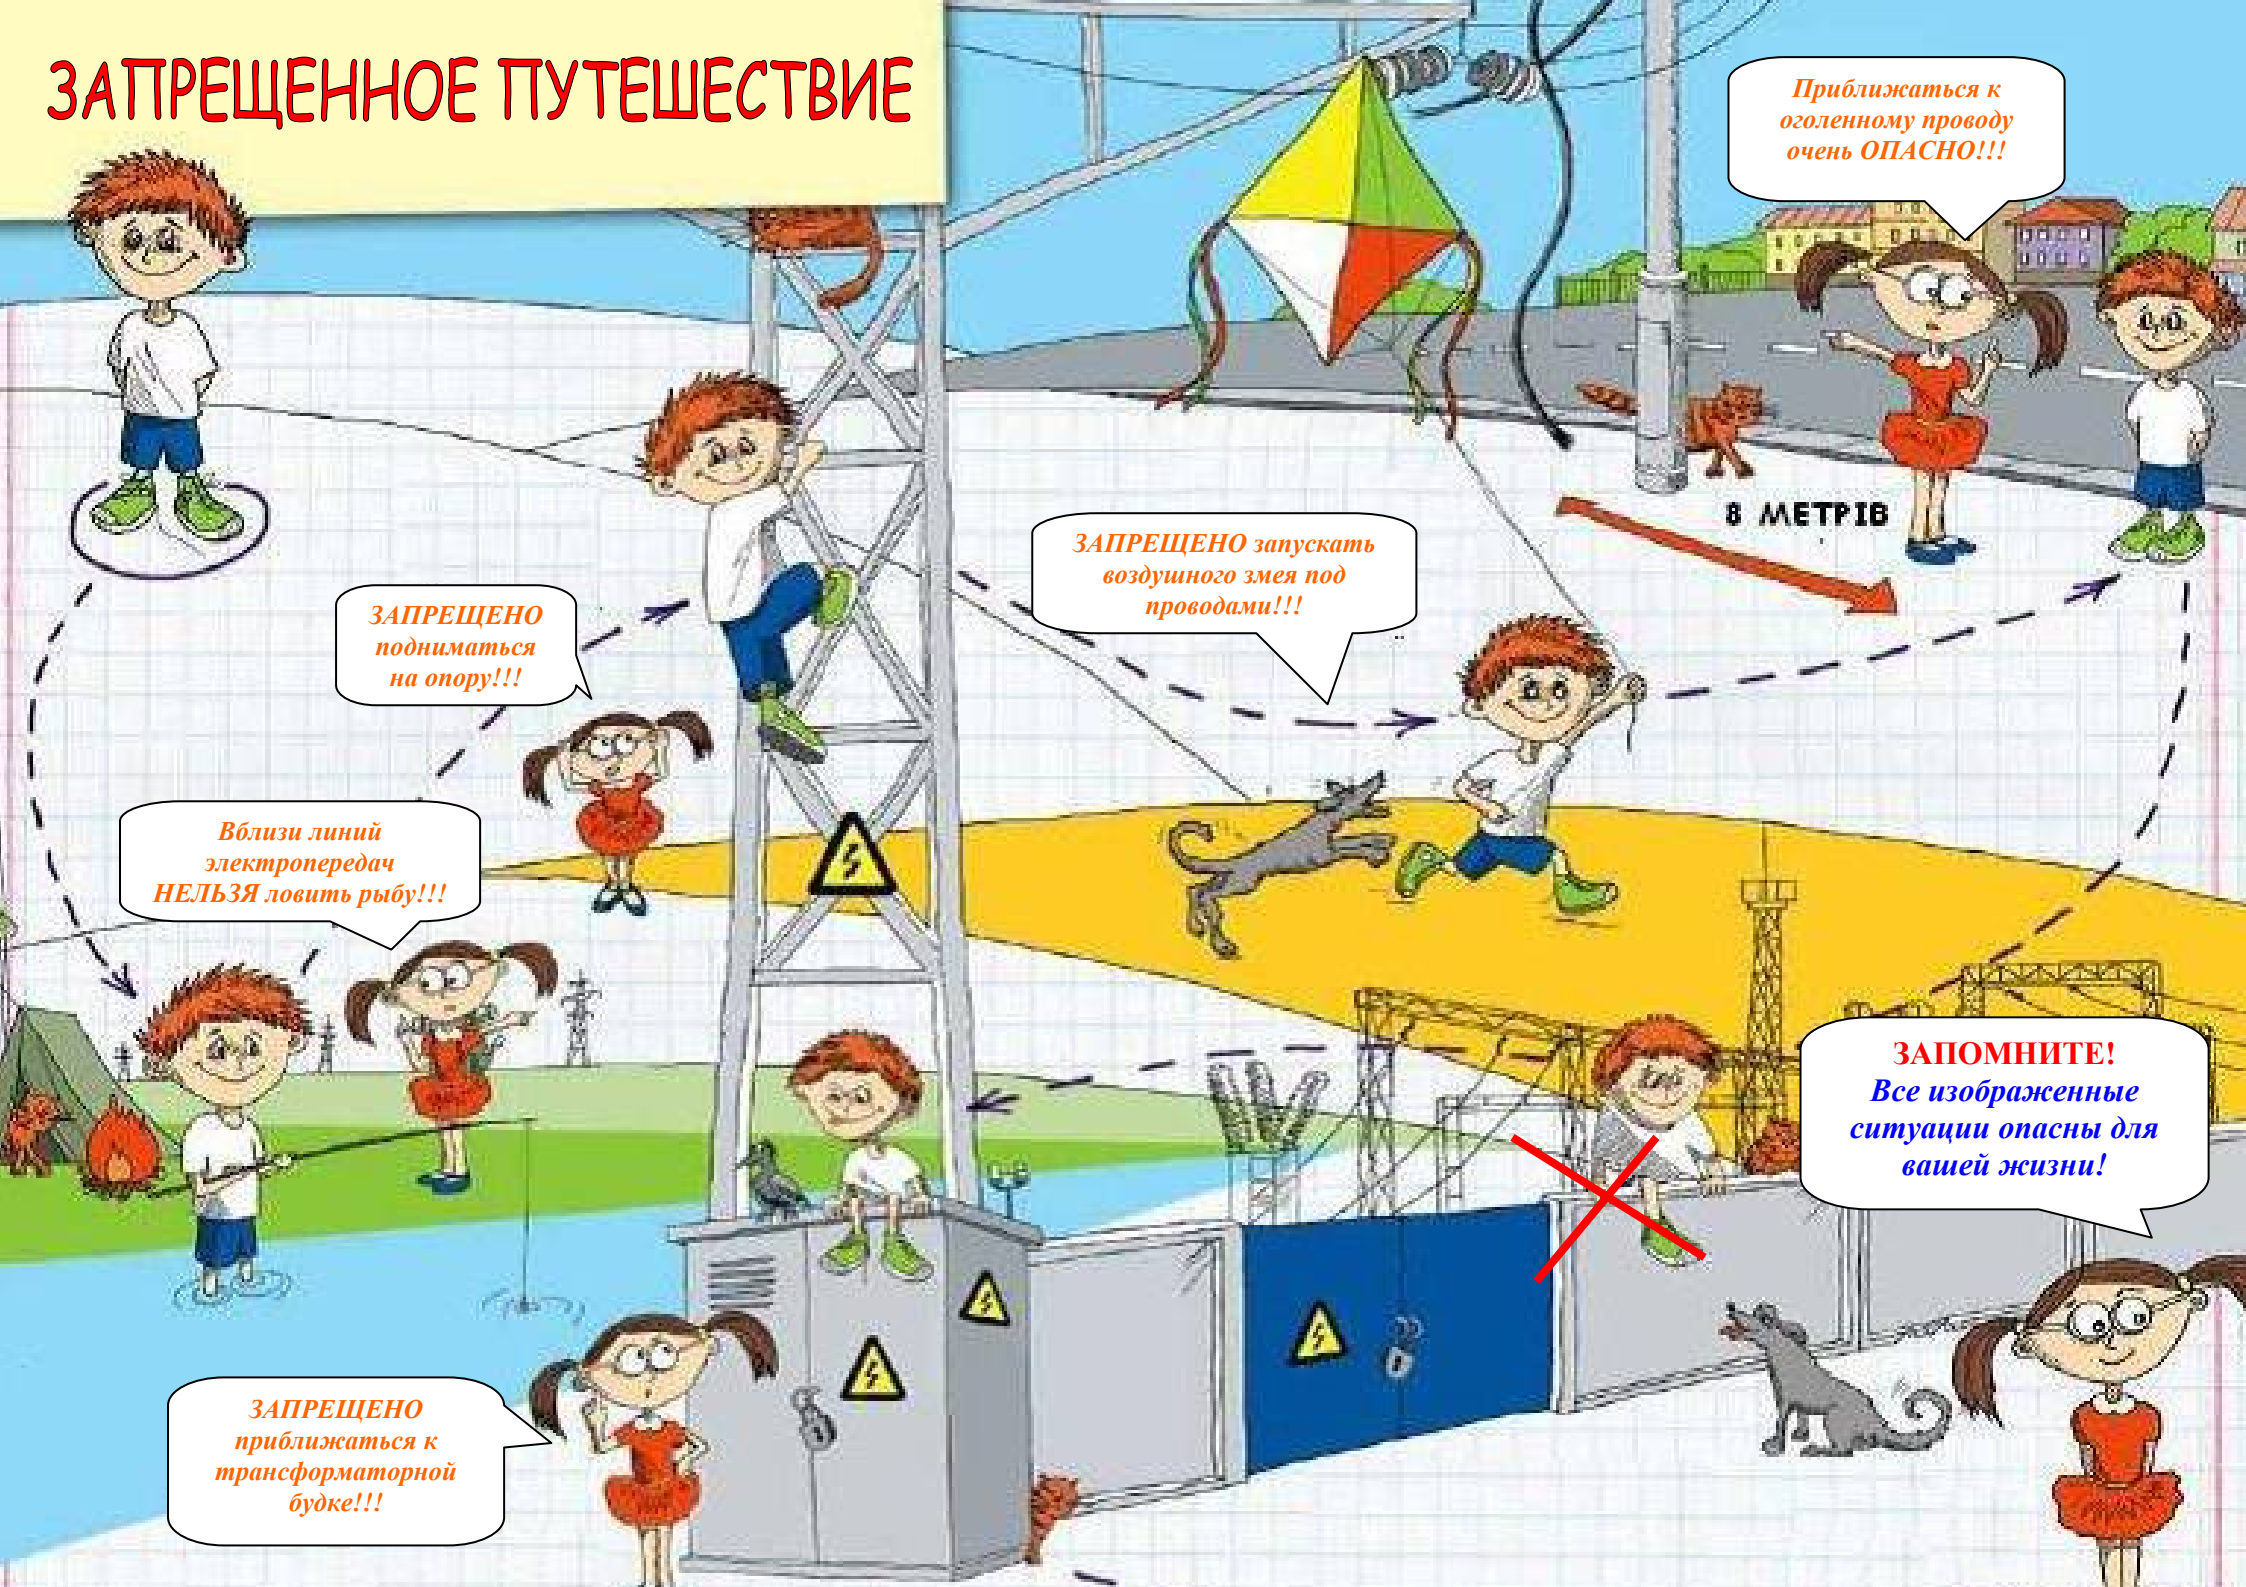 ЗАПРЕЩЕННОЕ ПУТЕШЕСТВИЕ
Приближаться к
оголенному проводу
очень ОПАСНО!!!
8 МЕТРІВ
ЗАПРЕЩЕНО запускать
воздушного змея под
проводами!!!
ЗАПРЕЩЕНО
подниматься
на опору!!!
Вблизи линий
электропередач
НЕЛЬЗЯ ловить рыбу!!!
ЗАПОМНИТЕ!
Все изображенные
ситуации опасны для
вашей жизни!
ЗАПРЕЩЕНО
приближаться к
трансформаторной
будке!!!